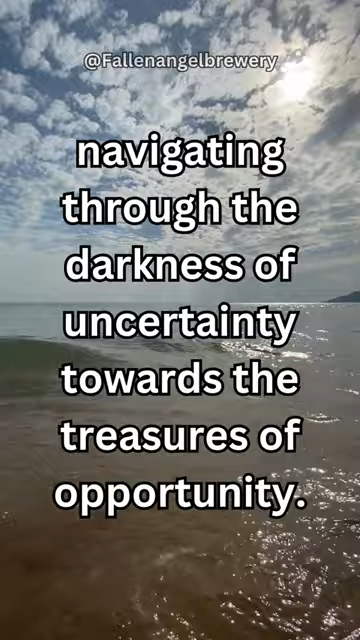 @Fallenangelbrewery
navigating
through the
darkness of
uncertainty
towards the
treasures of
opportunity.